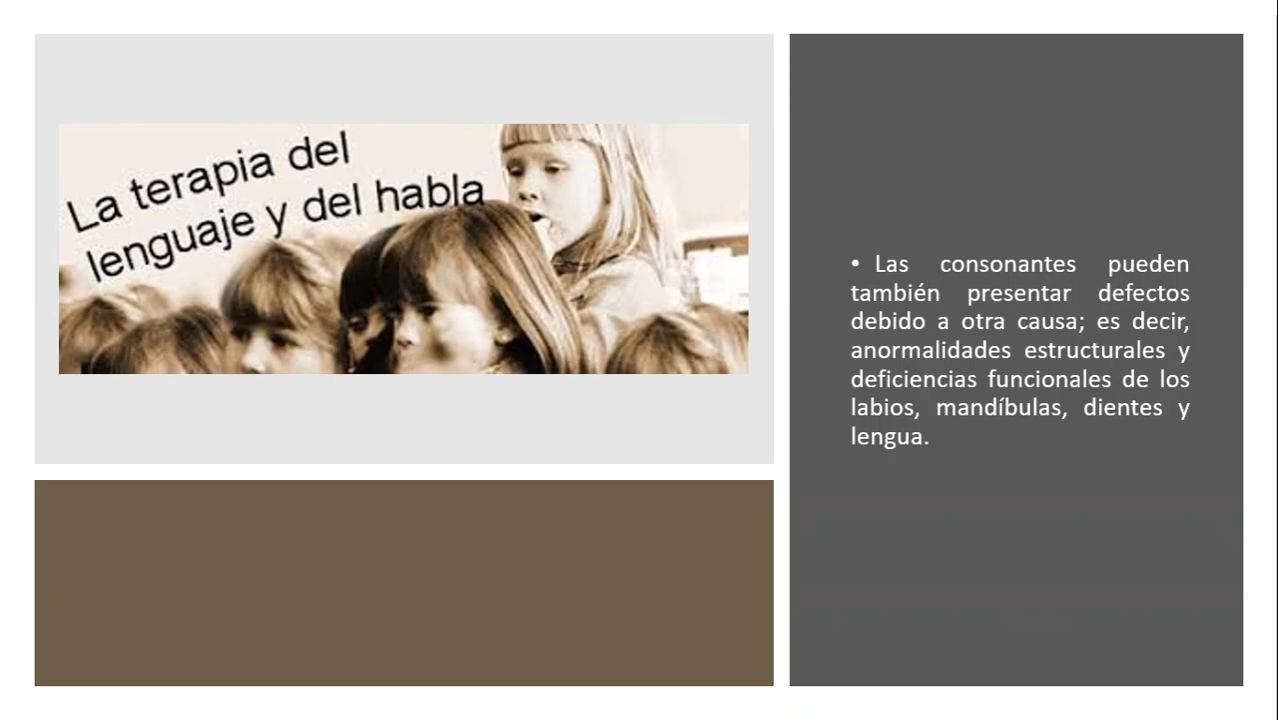 La terapia del
lenguaje y del habla
• Las consonantes pueden
también presentar defectos
debido a otra causa; es decir,
anormalidades estructurales y
deficiencias funcionales de los
labios, mandíbulas, dientes y
lengua.